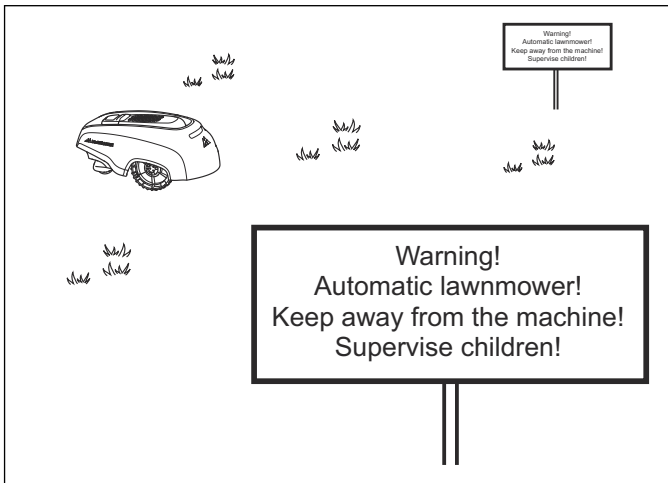 Warning!
Automatic lawnmower!
Keep away from the machine!
Supervise children!
Warning!
Automatic lawnmower!
Keep away from the machine!
Supervise children!